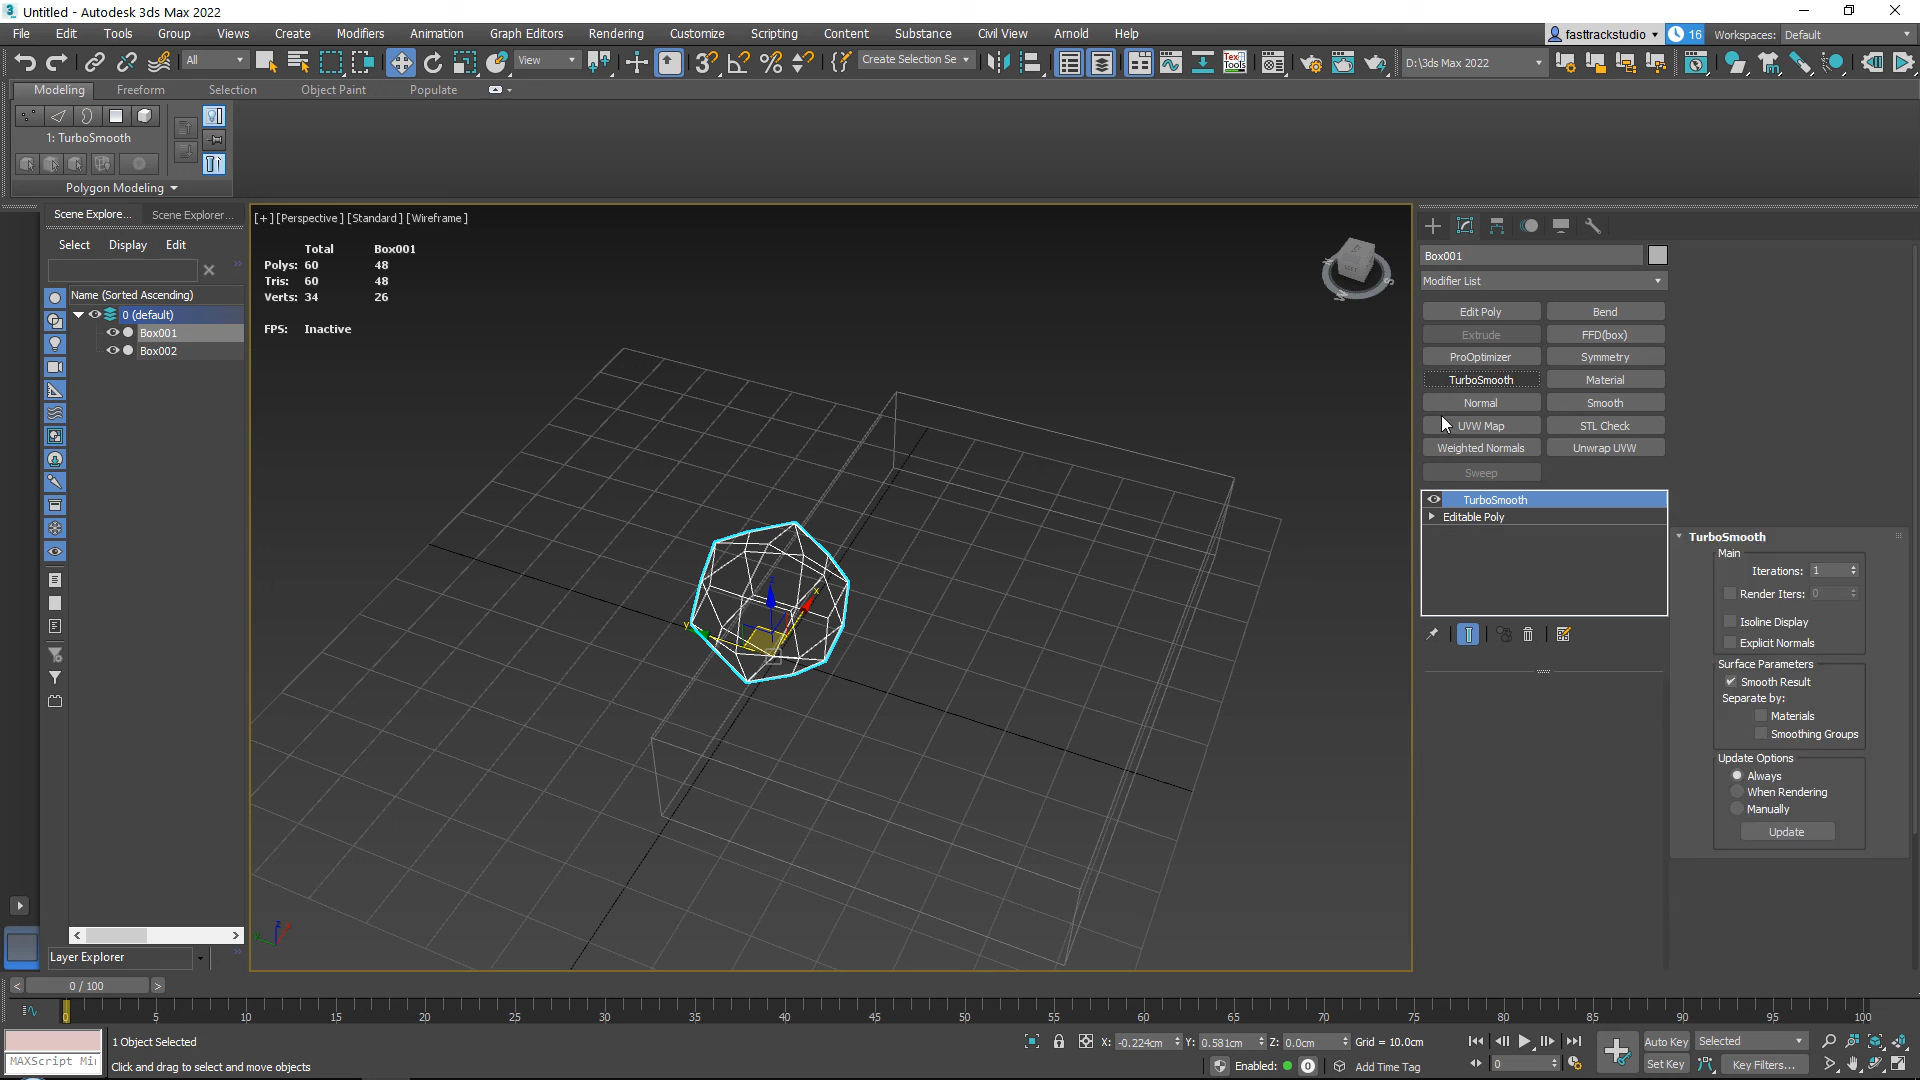 Untitled - Autodesk 3ds Max 2022
File Edit Tools Group Views Create Modifiers Animation Graph Editors Rendering Customize Scripting Content Substance Civil View Arnold Help
fasttrackstudio 16 Workspaces: Default
All View Create Selection Se D:\3ds Max 2022
Modeling Freeform Selection Object Paint Populate
1: TurboSmooth
Polygon Modeling
Scene Explore... Scene Explorer...
Select Display Edit
Name (Sorted Ascending)
0 (default)
Box001
Box002
Layer Explorer
[+] [Perspective] [Standard] [Wireframe]
Total Box001
Polys: 60 48
Tris: 60 48
Verts: 34 26
FPS: Inactive
x
y
z
Box001
Modifier List
Edit Poly Bend
Extrude FFD(box)
ProOptimizer Symmetry
TurboSmooth Material
Normal Smooth
UVW Map STL Check
Weighted Normals Unwrap UVW
Sweep
TurboSmooth
Editable Poly
TurboSmooth
Main
Iterations: 1
Render Iters: 0
Isoline Display
Explicit Normals
Surface Parameters
Smooth Result
Separate by:
Materials
Smoothing Groups
Update Options
Always
When Rendering
Manually
Update
< 0 / 100 >
0 5 10 15 20 25 30 35 40 45 50 55 60 65 70 75 80 85 90 95 100
1 Object Selected X: -0.224cm Y: 0.581cm Z: 0.0cm Grid = 10.0cm Auto Key Selected
MAXScript Mi Click and drag to select and move objects Enabled: 0 Add Time Tag 0 Set Key Key Filters...